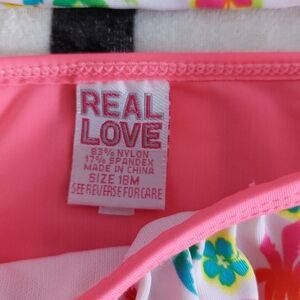 REAL
LOVE
83% NYLON
17% SPANDEX
MADE IN CHINA
SIZE 18M
SEE REVERSE FOR CARE